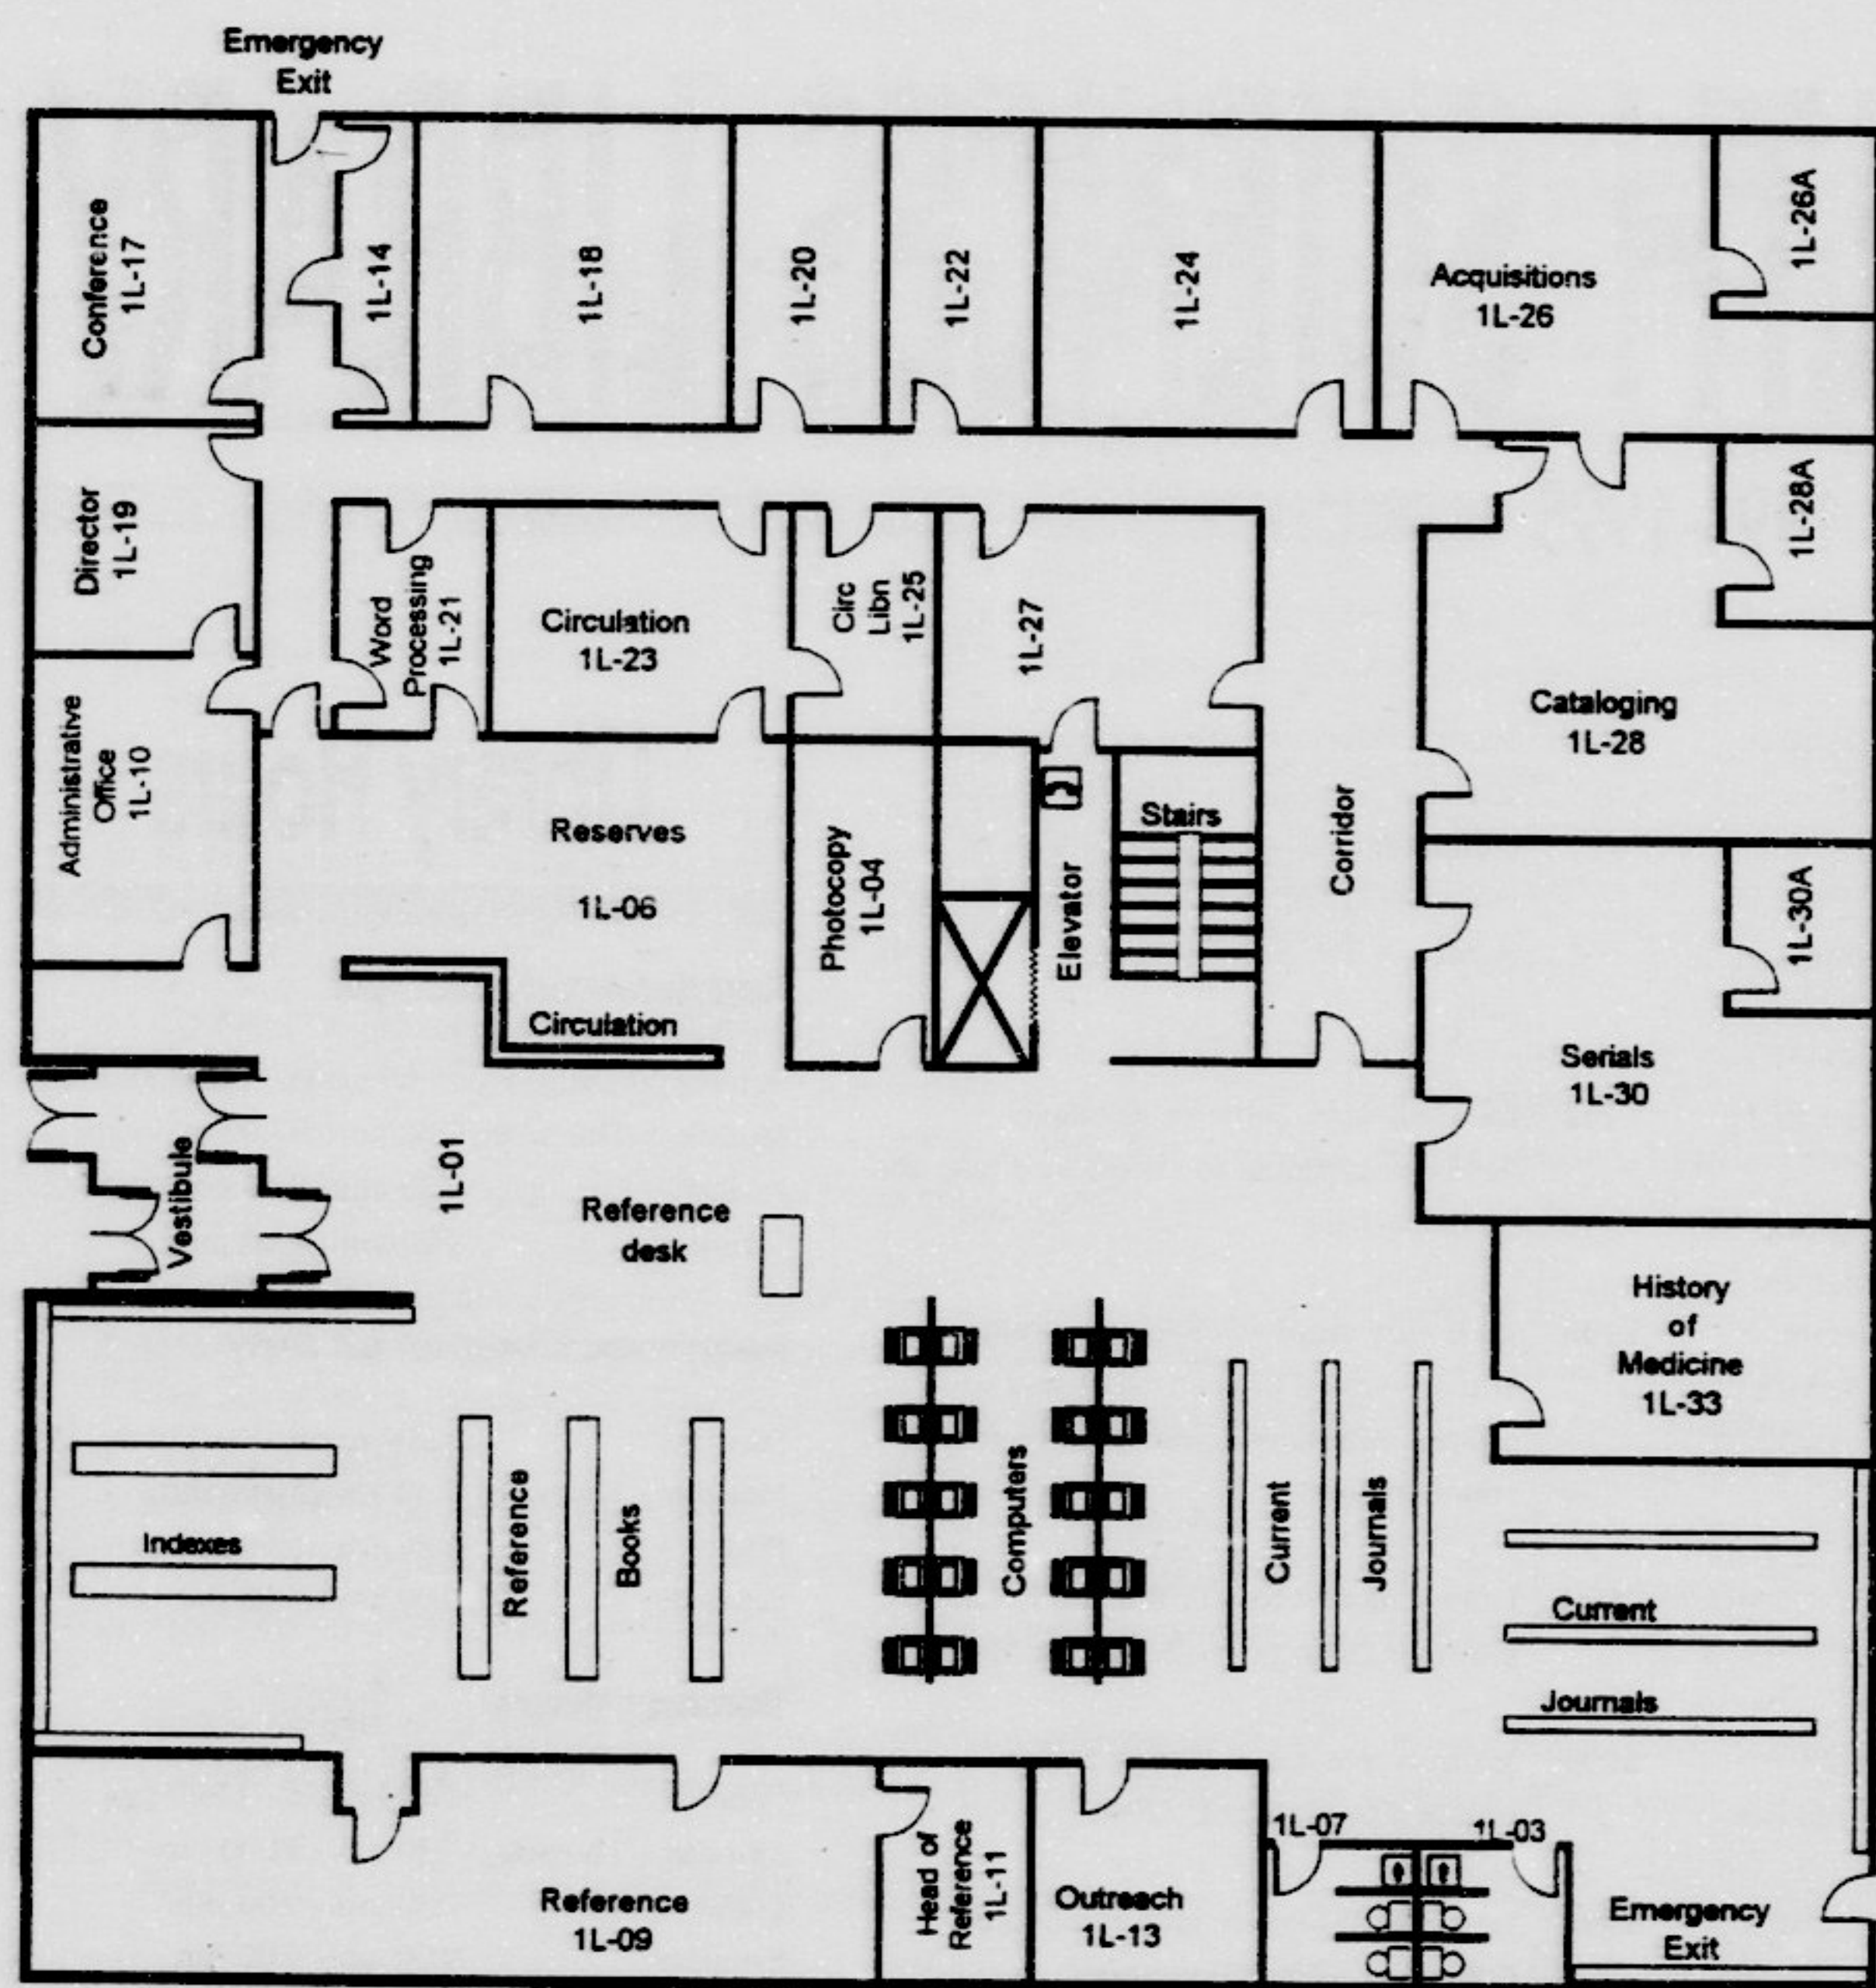 Emergency
Exit
Conference
1L-17
1L-14
1L-18
1L-20
1L-22
1L-24
Acquisitions
1L-26
1L-26A
Director
1L-19
Word
Processing
1L-21
Circulation
1L-23
Circ
Libn
1L-25
1L-27
1L-28A
Cataloging
1L-28
Administrative
Office
1L-10
Reserves
1L-06
Photocopy
1L-04
Elevator
Stairs
Corridor
1L-30A
Serials
1L-30
Circulation
Vestibule
1L-01
Reference
desk
History
of
Medicine
1L-33
Indexes
Reference
Books
Computers
Current
Journals
Current
Journals
Reference
1L-09
Head of
Reference
1L-11
Outreach
1L-13
1L-07
1L-03
Emergency
Exit